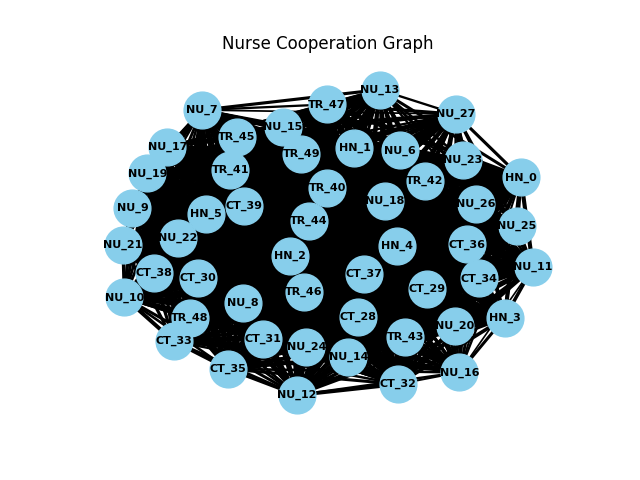 Nurse Cooperation Graph
NU_13
TR_47
NU_7
NU_27
NU_15
TR_45
NU_17
HN_1
NU_6
TR_49
NU_23
TR_41
NU_19
HN_0
TR_42
TR_40
NU_18
NU_26
CT_39
NU_9
HN_5
TR_44
NU_25
NU_22
NU_21
CT_36
HN_4
HN_2
NU_11
CT_38
CT_37
CT_30
CT_34
CT_29
TR_46
NU_10
NU_8
TR_48
CT_28
HN_3
NU_20
CT_33
CT_31
TR_43
NU_24
NU_14
CT_35
NU_16
CT_32
NU_12